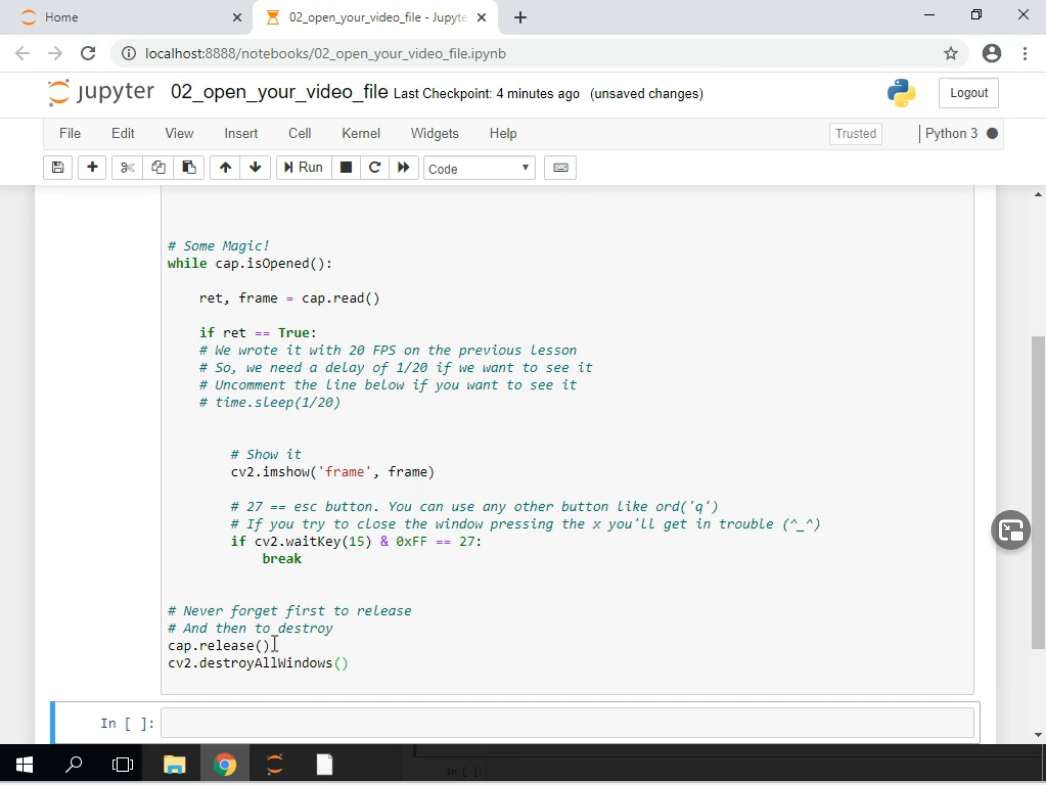 Home
02_open_your_video_file - Jupyte
localhost:8888/notebooks/02_open_your_video_file.ipynb
jupyter 02_open_your_video_file Last Checkpoint: 4 minutes ago (unsaved changes)
Logout
File Edit View Insert Cell Kernel Widgets Help
Trusted
Python 3
Run
Code
# Some Magic!
while cap.isOpened():
ret, frame = cap.read()
if ret == True:
# We wrote it with 20 FPS on the previous lesson
# So, we need a delay of 1/20 if we want to see it
# Uncomment the line below if you want to see it
# time.sleep(1/20)
# Show it
cv2.imshow('frame', frame)
# 27 == esc button. You can use any other button like ord('q')
# If you try to close the window pressing the x you'll get in trouble (^_^)
if cv2.waitKey(15) & 0xFF == 27:
break
# Never forget first to release
# And then to destroy
cap.release()
cv2.destroyAllWindows()
In [ ]:
In [ ]: